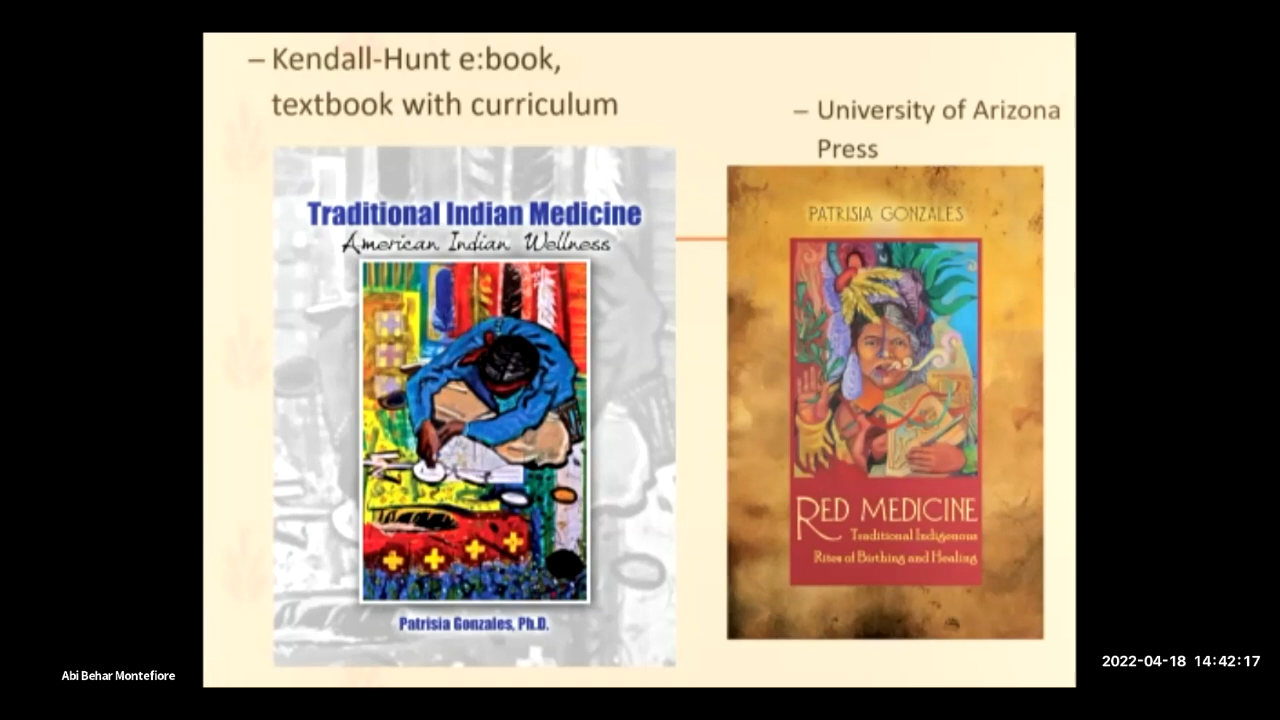 – Kendall-Hunt e:book,
textbook with curriculum
Traditional Indian Medicine
American Indian Wellness
Patrisia Gonzales, Ph.D.
– University of Arizona
Press
PATRISIA GONZALES
RED MEDICINE
Traditional Indigenous
Rites of Birthing and Healing
Abi Behar Montefiore
2022-04-18 14:42:17